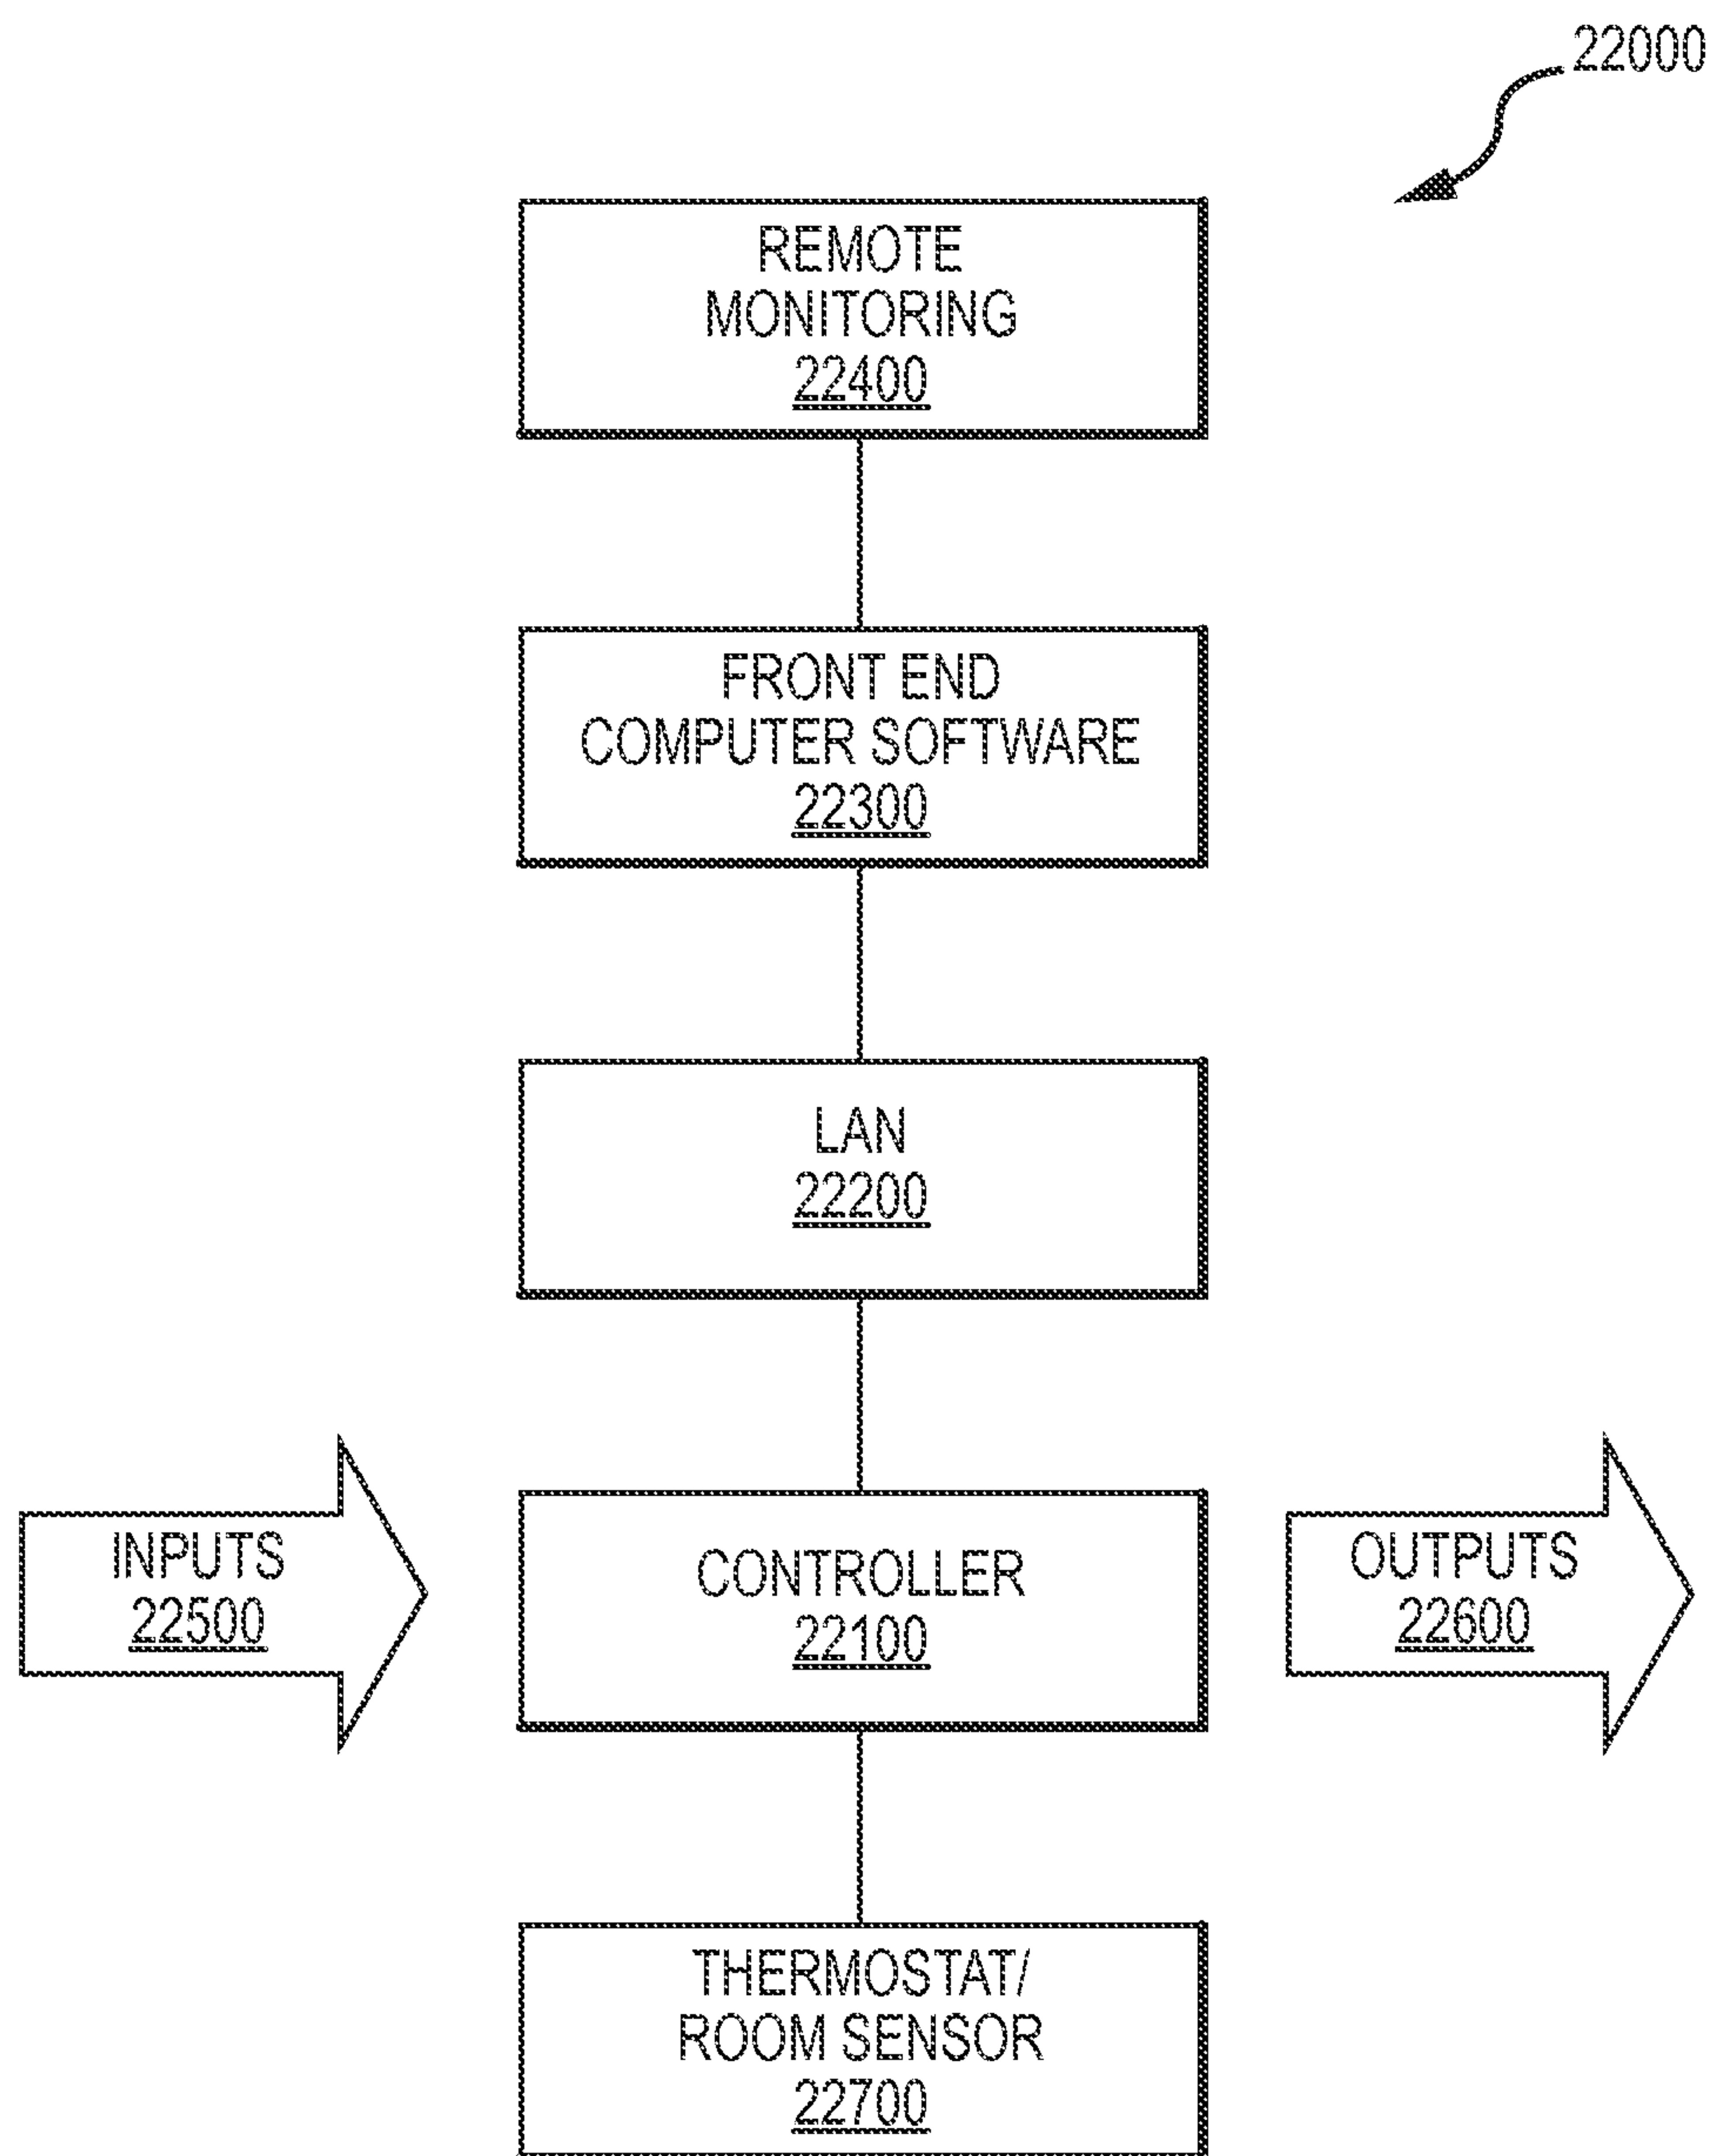 22000
REMOTE
MONITORING
22400
FRONT END
COMPUTER SOFTWARE
22300
LAN
22200
INPUTS
22500
CONTROLLER
22100
OUTPUTS
22600
THERMOSTAT/
ROOM SENSOR
22700